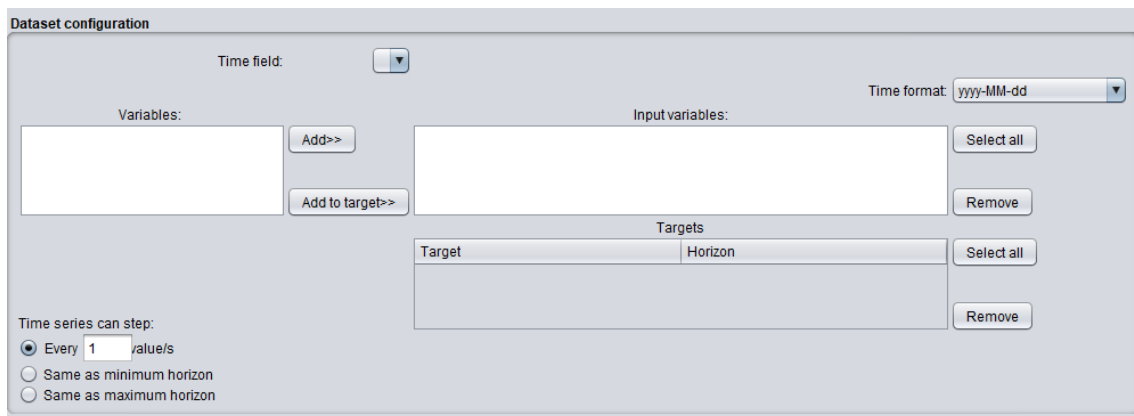 Dataset configuration
Time field:
Time format: yyyy-MM-dd
Variables:
Input variables:
Add>>
Select all
Add to target>>
Remove
Targets
Target Horizon
Select all
Remove
Time series can step:
Every 1 value/s
Same as minimum horizon
Same as maximum horizon